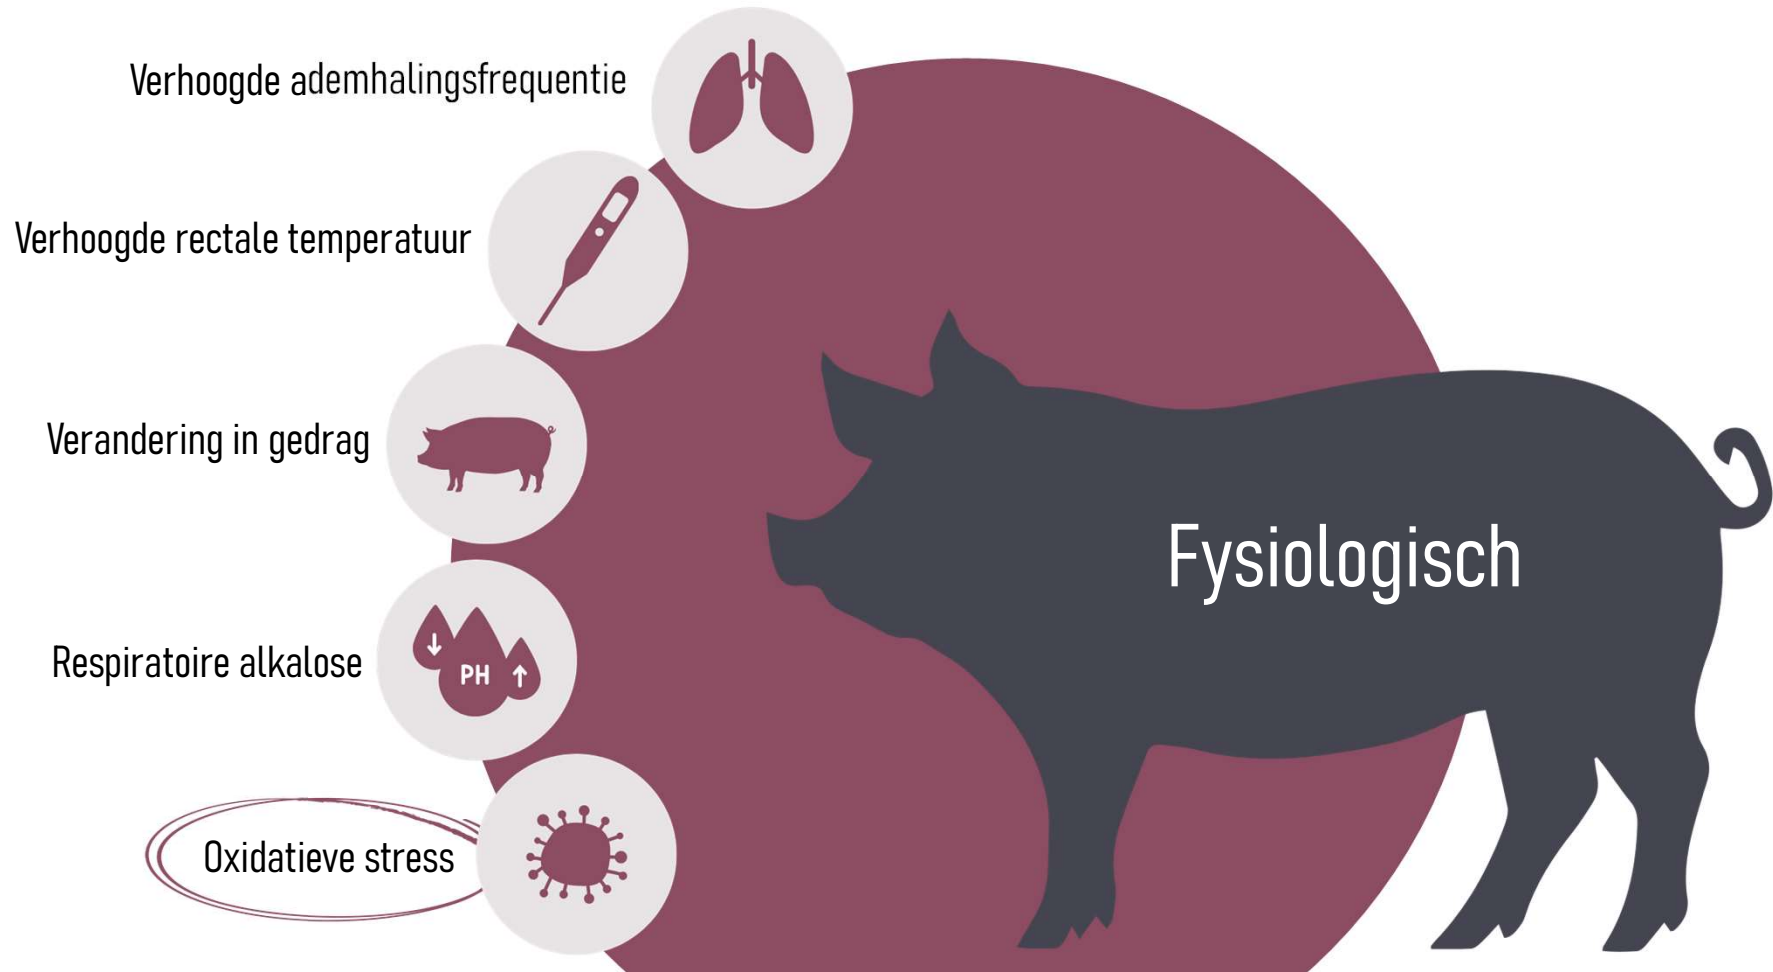 Verhoogde ademhalingsfrequentie
Verhoogde rectale temperatuur
Verandering in gedrag
Fysiologisch
Respiratoire alkalose
PH
Oxidatieve stress